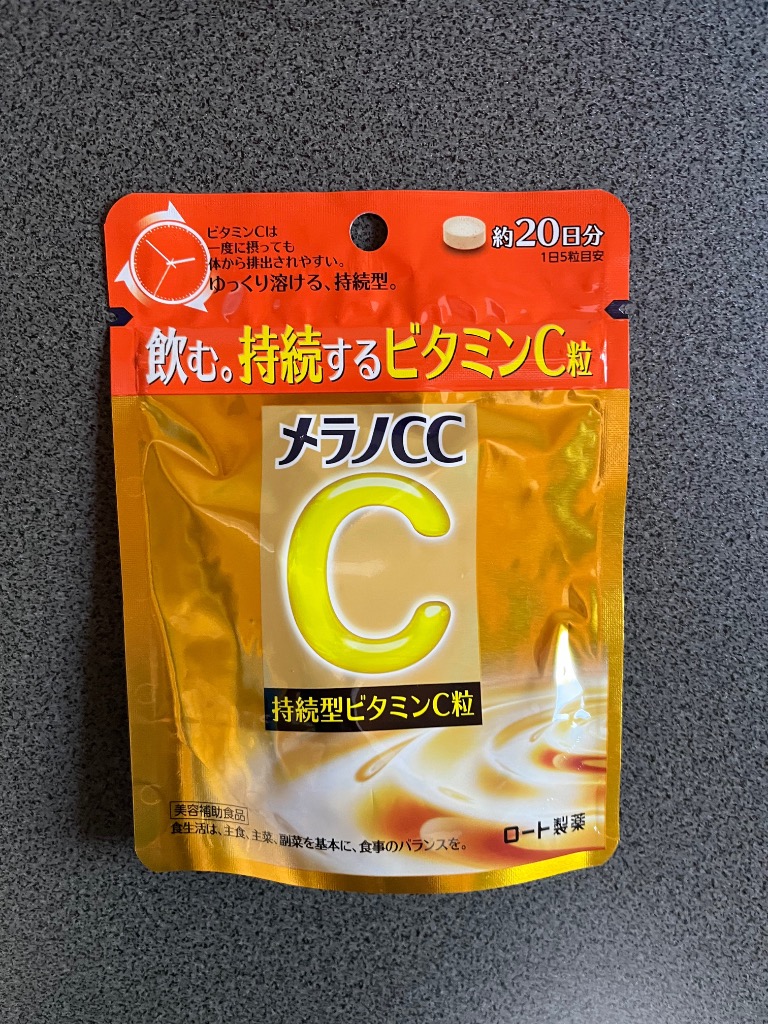 ビタミンCは
一度に摂っても
体から排出されやすい。
ゆっくり溶ける、持続型。
約20日分
1日5粒目安
飲む。持続するビタミンC粒
メラノCC
C
持続型ビタミンC粒
美容補助食品
食生活は、主食、主菜、副菜を基本に、食事のバランスを。
ロート製薬